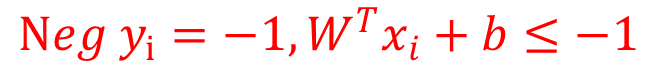 Neg yᵢ = −1, Wᵀxᵢ + b ≤ −1